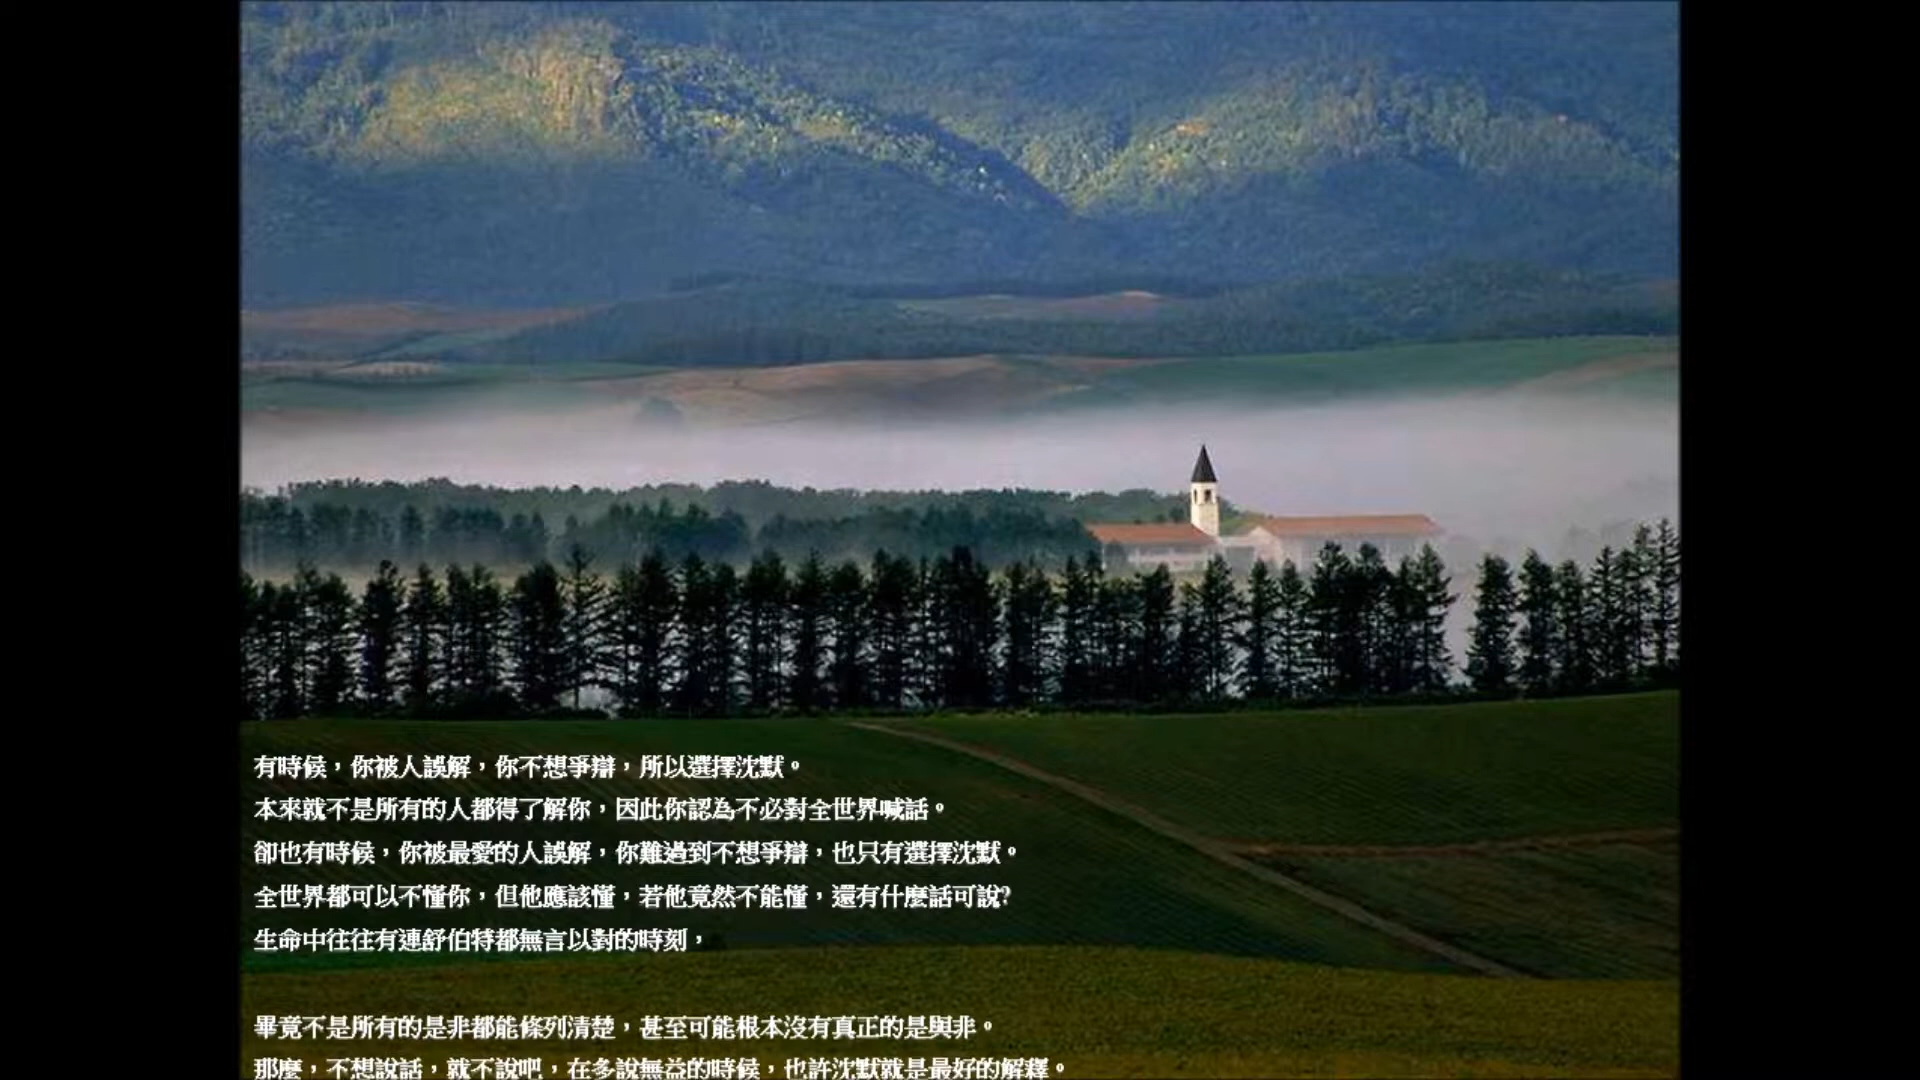 有時候，你被人誤解，你不想爭辯，所以選擇沈默。
本來就不是所有的人都得了解你，因此你認為不必對全世界喊話。
卻也有時候，你被最愛的人誤解，你難過到不想爭辯，也只有選擇沈默。
全世界都可以不懂你，但他應該懂，若他竟然不能懂，還有什麼話可說?
生命中往往有連舒伯特都無言以對的時刻，
畢竟不是所有的是非都能條列清楚，甚至可能根本沒有真正的是與非。
那麼，不想說話，就不說吧，在多說無益的時候，也許沈默就是最好的解釋。